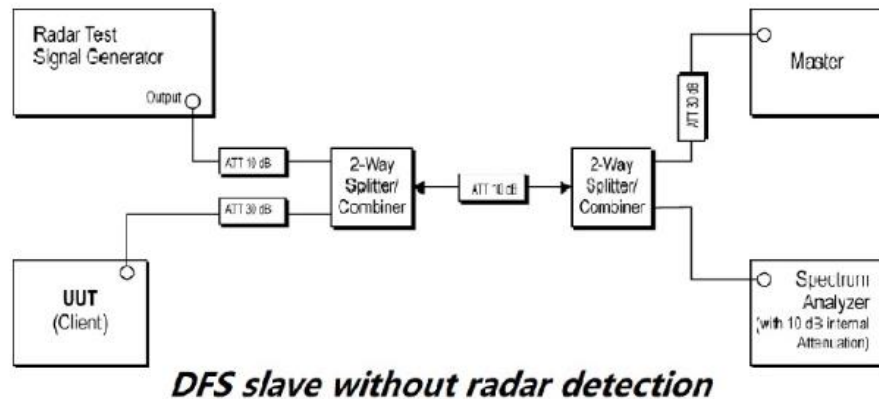 Radar Test
Signal Generator
Output
ATT 10 dB
ATT 30 dB
2-Way
Splitter/
Combiner
ATT 10 dB
2-Way
Splitter/
Combiner
ATT 30 dB
Master
UUT
(Client)
Spectrum
Analyzer
(with 10 dB internal
Attenuation)
DFS slave without radar detection